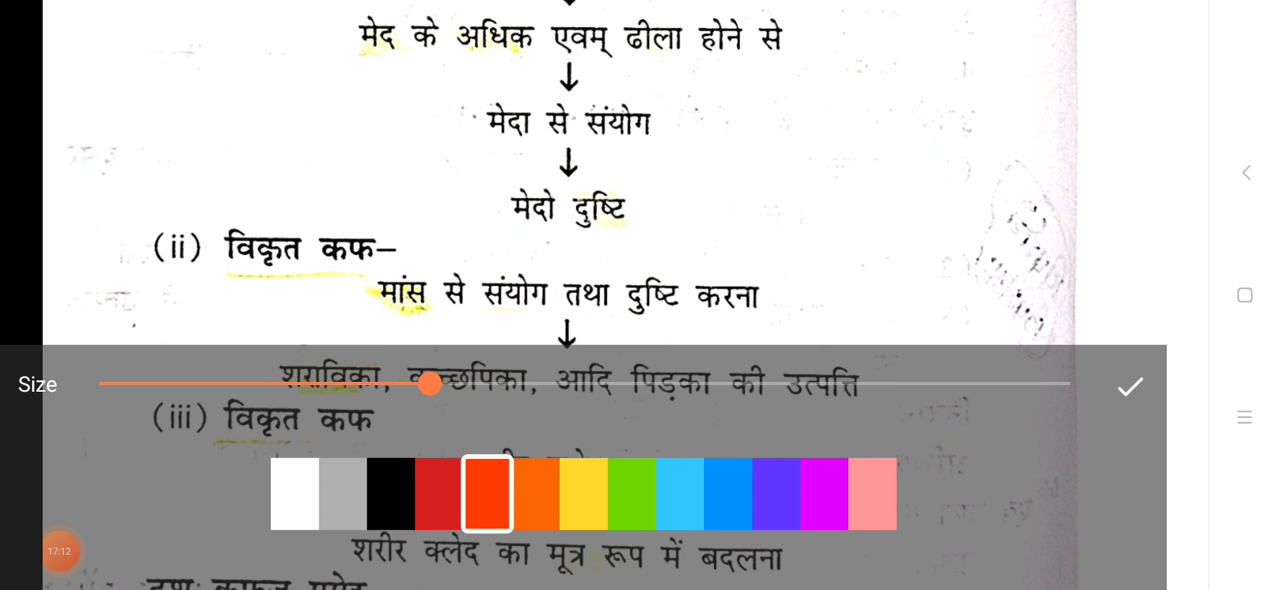 मेद के अधिक एवम् ढीला होने से
↓
मेदा से संयोग
↓
मेदो दुष्टि
(ii) विकृत कफ–
मांस से संयोग तथा दुष्टि करना
↓
Size
शराविका, कच्छपिका, आदि पिड़का की उत्पत्ति
(iii) विकृत कफ
17:12
शरीर क्लेद का मूत्र रूप में बदलना